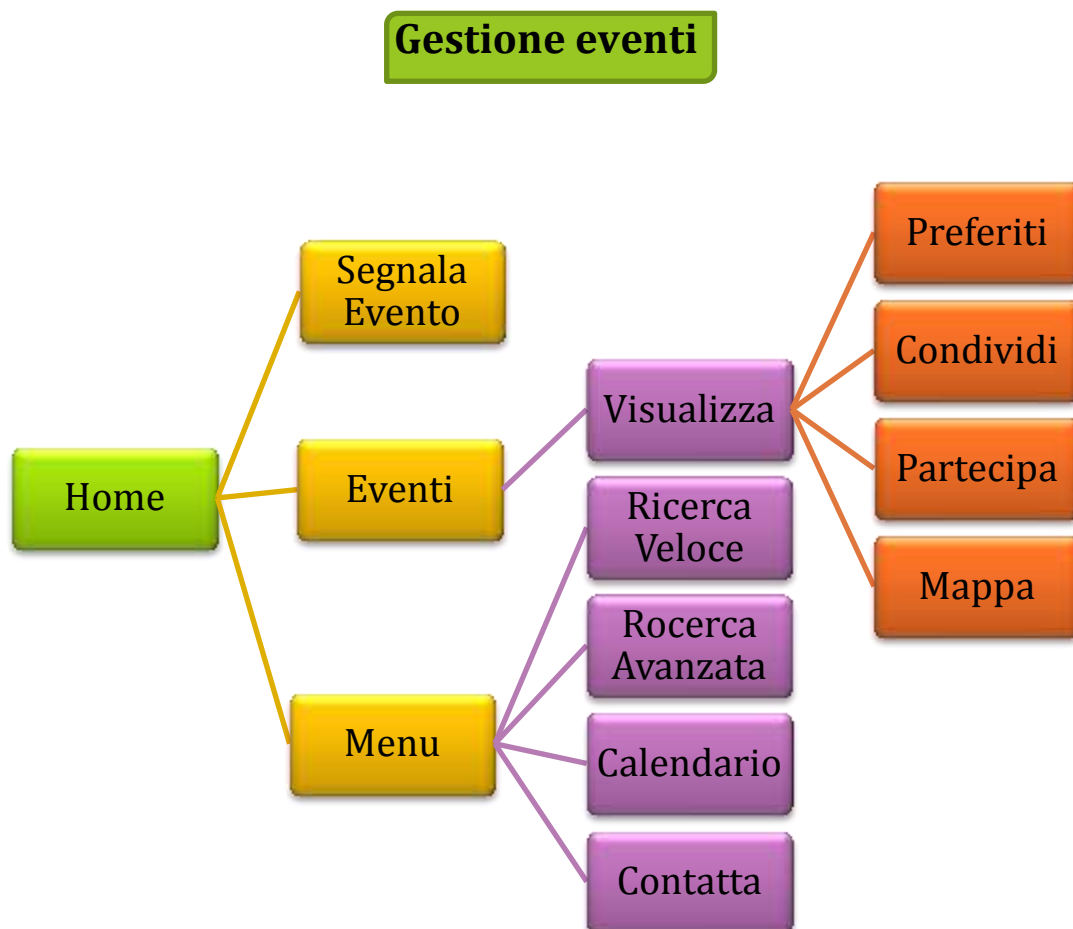 Gestione eventi
Home
Segnala
Evento
Eventi
Menu
Visualizza
Ricerca
Veloce
Rocerca
Avanzata
Calendario
Contatta
Preferiti
Condividi
Partecipa
Mappa